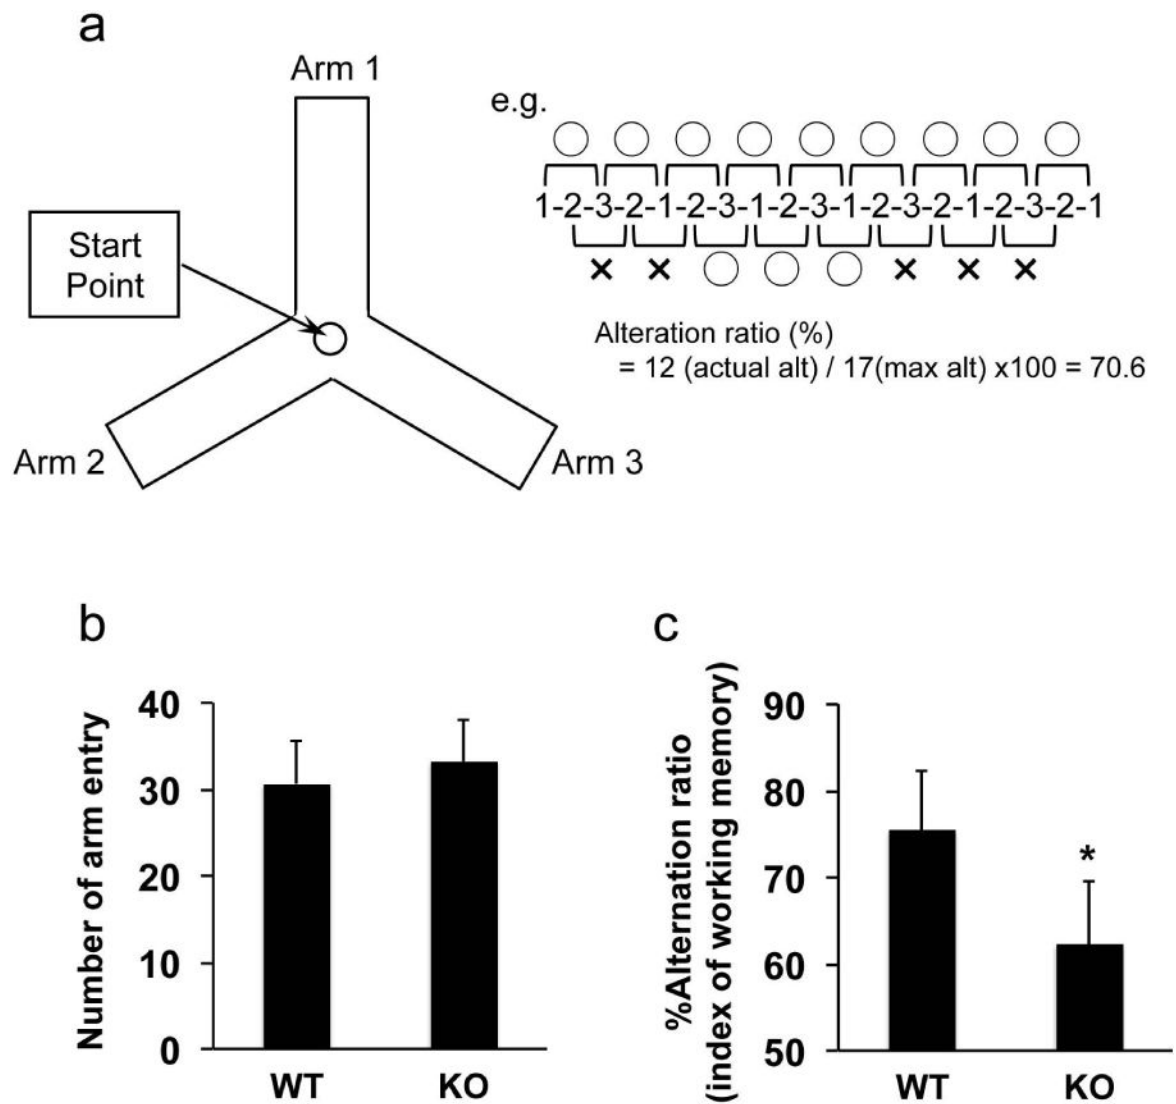 a
Arm 1
Start
Point
Arm 2
Arm 3
e.g.
1-2-3-2-1-2-3-1-2-3-1-2-3-2-1-2-3-2-1
Alteration ratio (%)
= 12 (actual alt) / 17(max alt) x100 = 70.6
b
Number of arm entry
40
30
20
10
0
WT
KO
c
%Alternation ratio
(index of working memory)
90
80
70
60
50
*
WT
KO